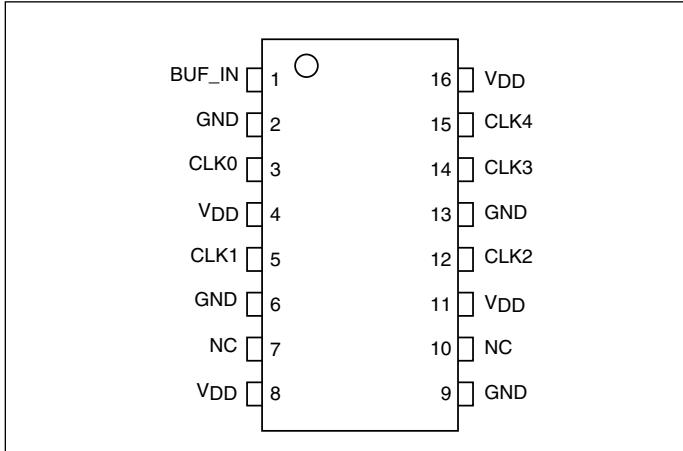 BUF_IN 1 16 VDD
GND 2 15 CLK4
CLK0 3 14 CLK3
VDD 4 13 GND
CLK1 5 12 CLK2
GND 6 11 VDD
NC 7 10 NC
VDD 8 9 GND